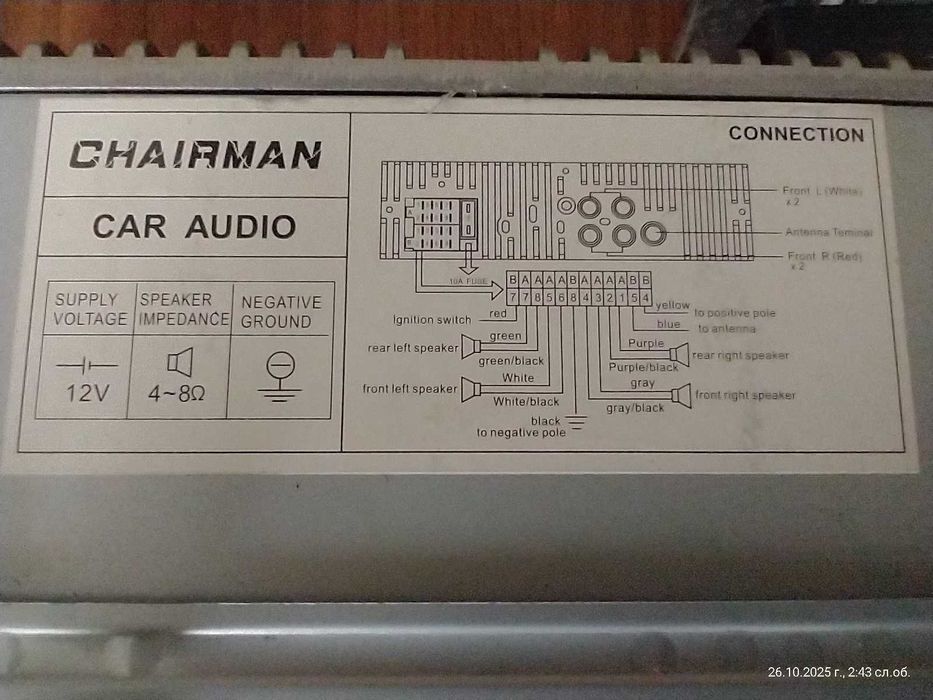 CHAIRMAN
CAR AUDIO
SUPPLY VOLTAGE
12V
SPEAKER IMPEDANCE
4~8Ω
NEGATIVE GROUND
CONNECTION
Front L (White)
x 2
Antenna Teminal
Front R (Red)
x 2
10A FUSE
B A A A A B A A A A B B
7 7 8 5 6 8 4 3 2 1 5 4
red
Ignition switch
green
rear left speaker
green/black
White
front left speaker
White/black
black
to negative pole
yellow
to positive pole
blue
to antenna
Purple
rear right speaker
Purple/black
gray
front right speaker
gray/black
26.10.2025 г., 2:43 сл.об.